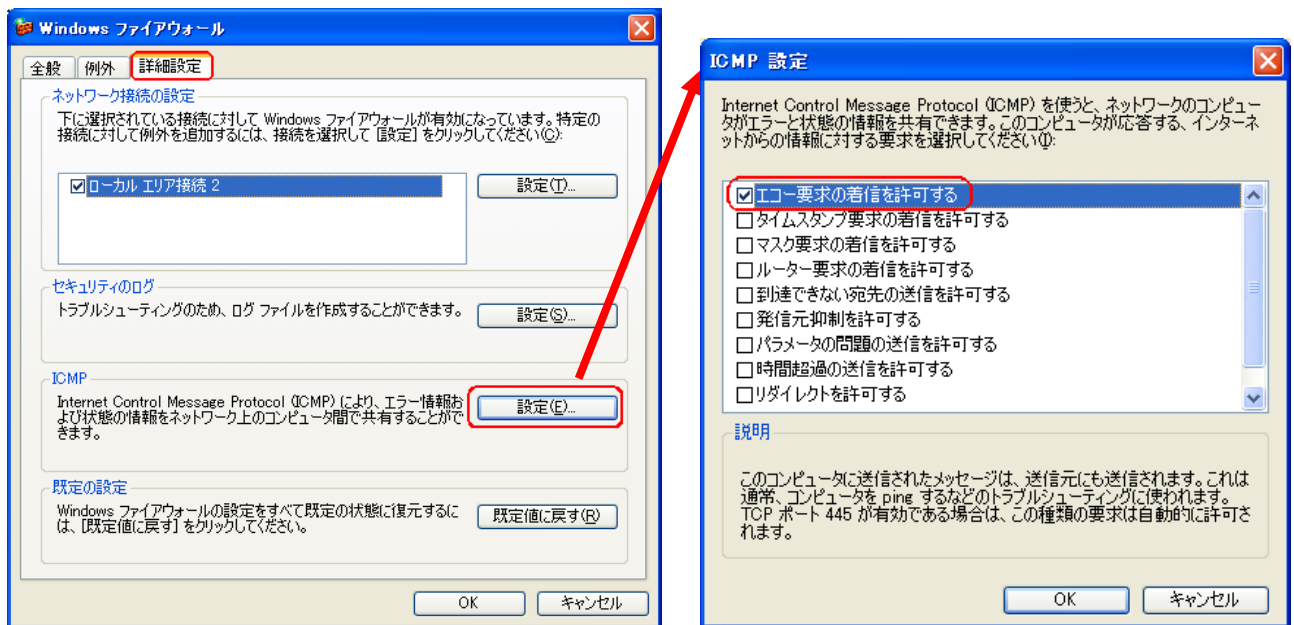 Windows ファイアウォール
全般
例外
詳細設定
ネットワーク接続の設定
下に選択されている接続に対して Windows ファイアウォールが有効になっています。特定の
接続に対して例外を追加するには、接続を選択して [設定] をクリックしてください(C):
ローカル エリア接続 2
設定(T)...
セキュリティのログ
トラブルシューティングのため、ログ ファイルを作成することができます。
設定(S)...
ICMP
Internet Control Message Protocol (ICMP) により、エラー情報お
よび状態の情報をネットワーク上のコンピュータ間で共有することがで
きます。
設定(E)...
既定の設定
Windows ファイアウォールの設定をすべて既定の状態に復元するに
は、[既定値に戻す] をクリックしてください。
既定値に戻す(R)
OK
キャンセル
ICMP 設定
Internet Control Message Protocol (ICMP) を使うと、ネットワークのコンピュー
タがエラーと状態の情報を共有できます。このコンピュータが応答する、インターネ
ットからの情報に対する要求を選択してください(I):
エコー要求の着信を許可する
タイムスタンプ要求の着信を許可する
マスク要求の着信を許可する
ルーター要求の着信を許可する
到達できない宛先の送信を許可する
発信元抑制を許可する
パラメータの問題の送信を許可する
時間超過の送信を許可する
リダイレクトを許可する
説明
このコンピュータに送信されたメッセージは、送信元にも送信されます。これは
通常、コンピュータを ping するなどのトラブルシューティングに使われます。
TCP ポート 445 が有効である場合は、この種類の要求は自動的に許可さ
れます。
OK
キャンセル